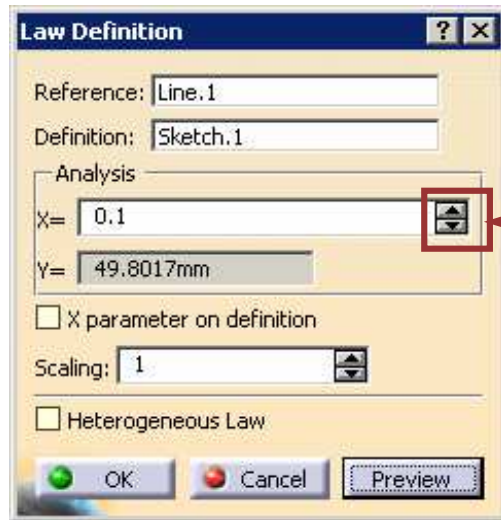 Law Definition ? X
Reference: Line.1
Definition: Sketch.1
Analysis
X= 0.1
Y= 49.8017mm
X parameter on definition
Scaling: 1
Heterogeneous Law
OK Cancel Preview